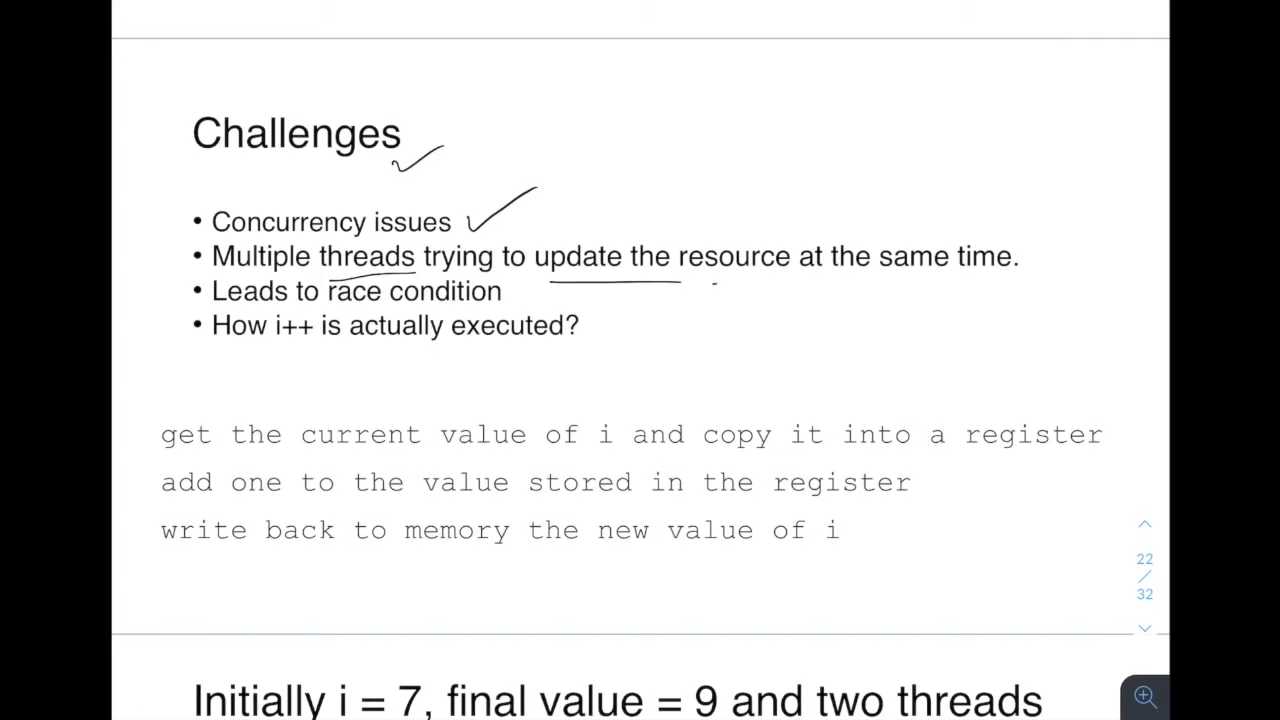 Challenges
• Concurrency issues
• Multiple threads trying to update the resource at the same time.
• Leads to race condition
• How i++ is actually executed?
get the current value of i and copy it into a register
add one to the value stored in the register
write back to memory the new value of i
22
/
32
Initially i = 7, final value = 9 and two threads